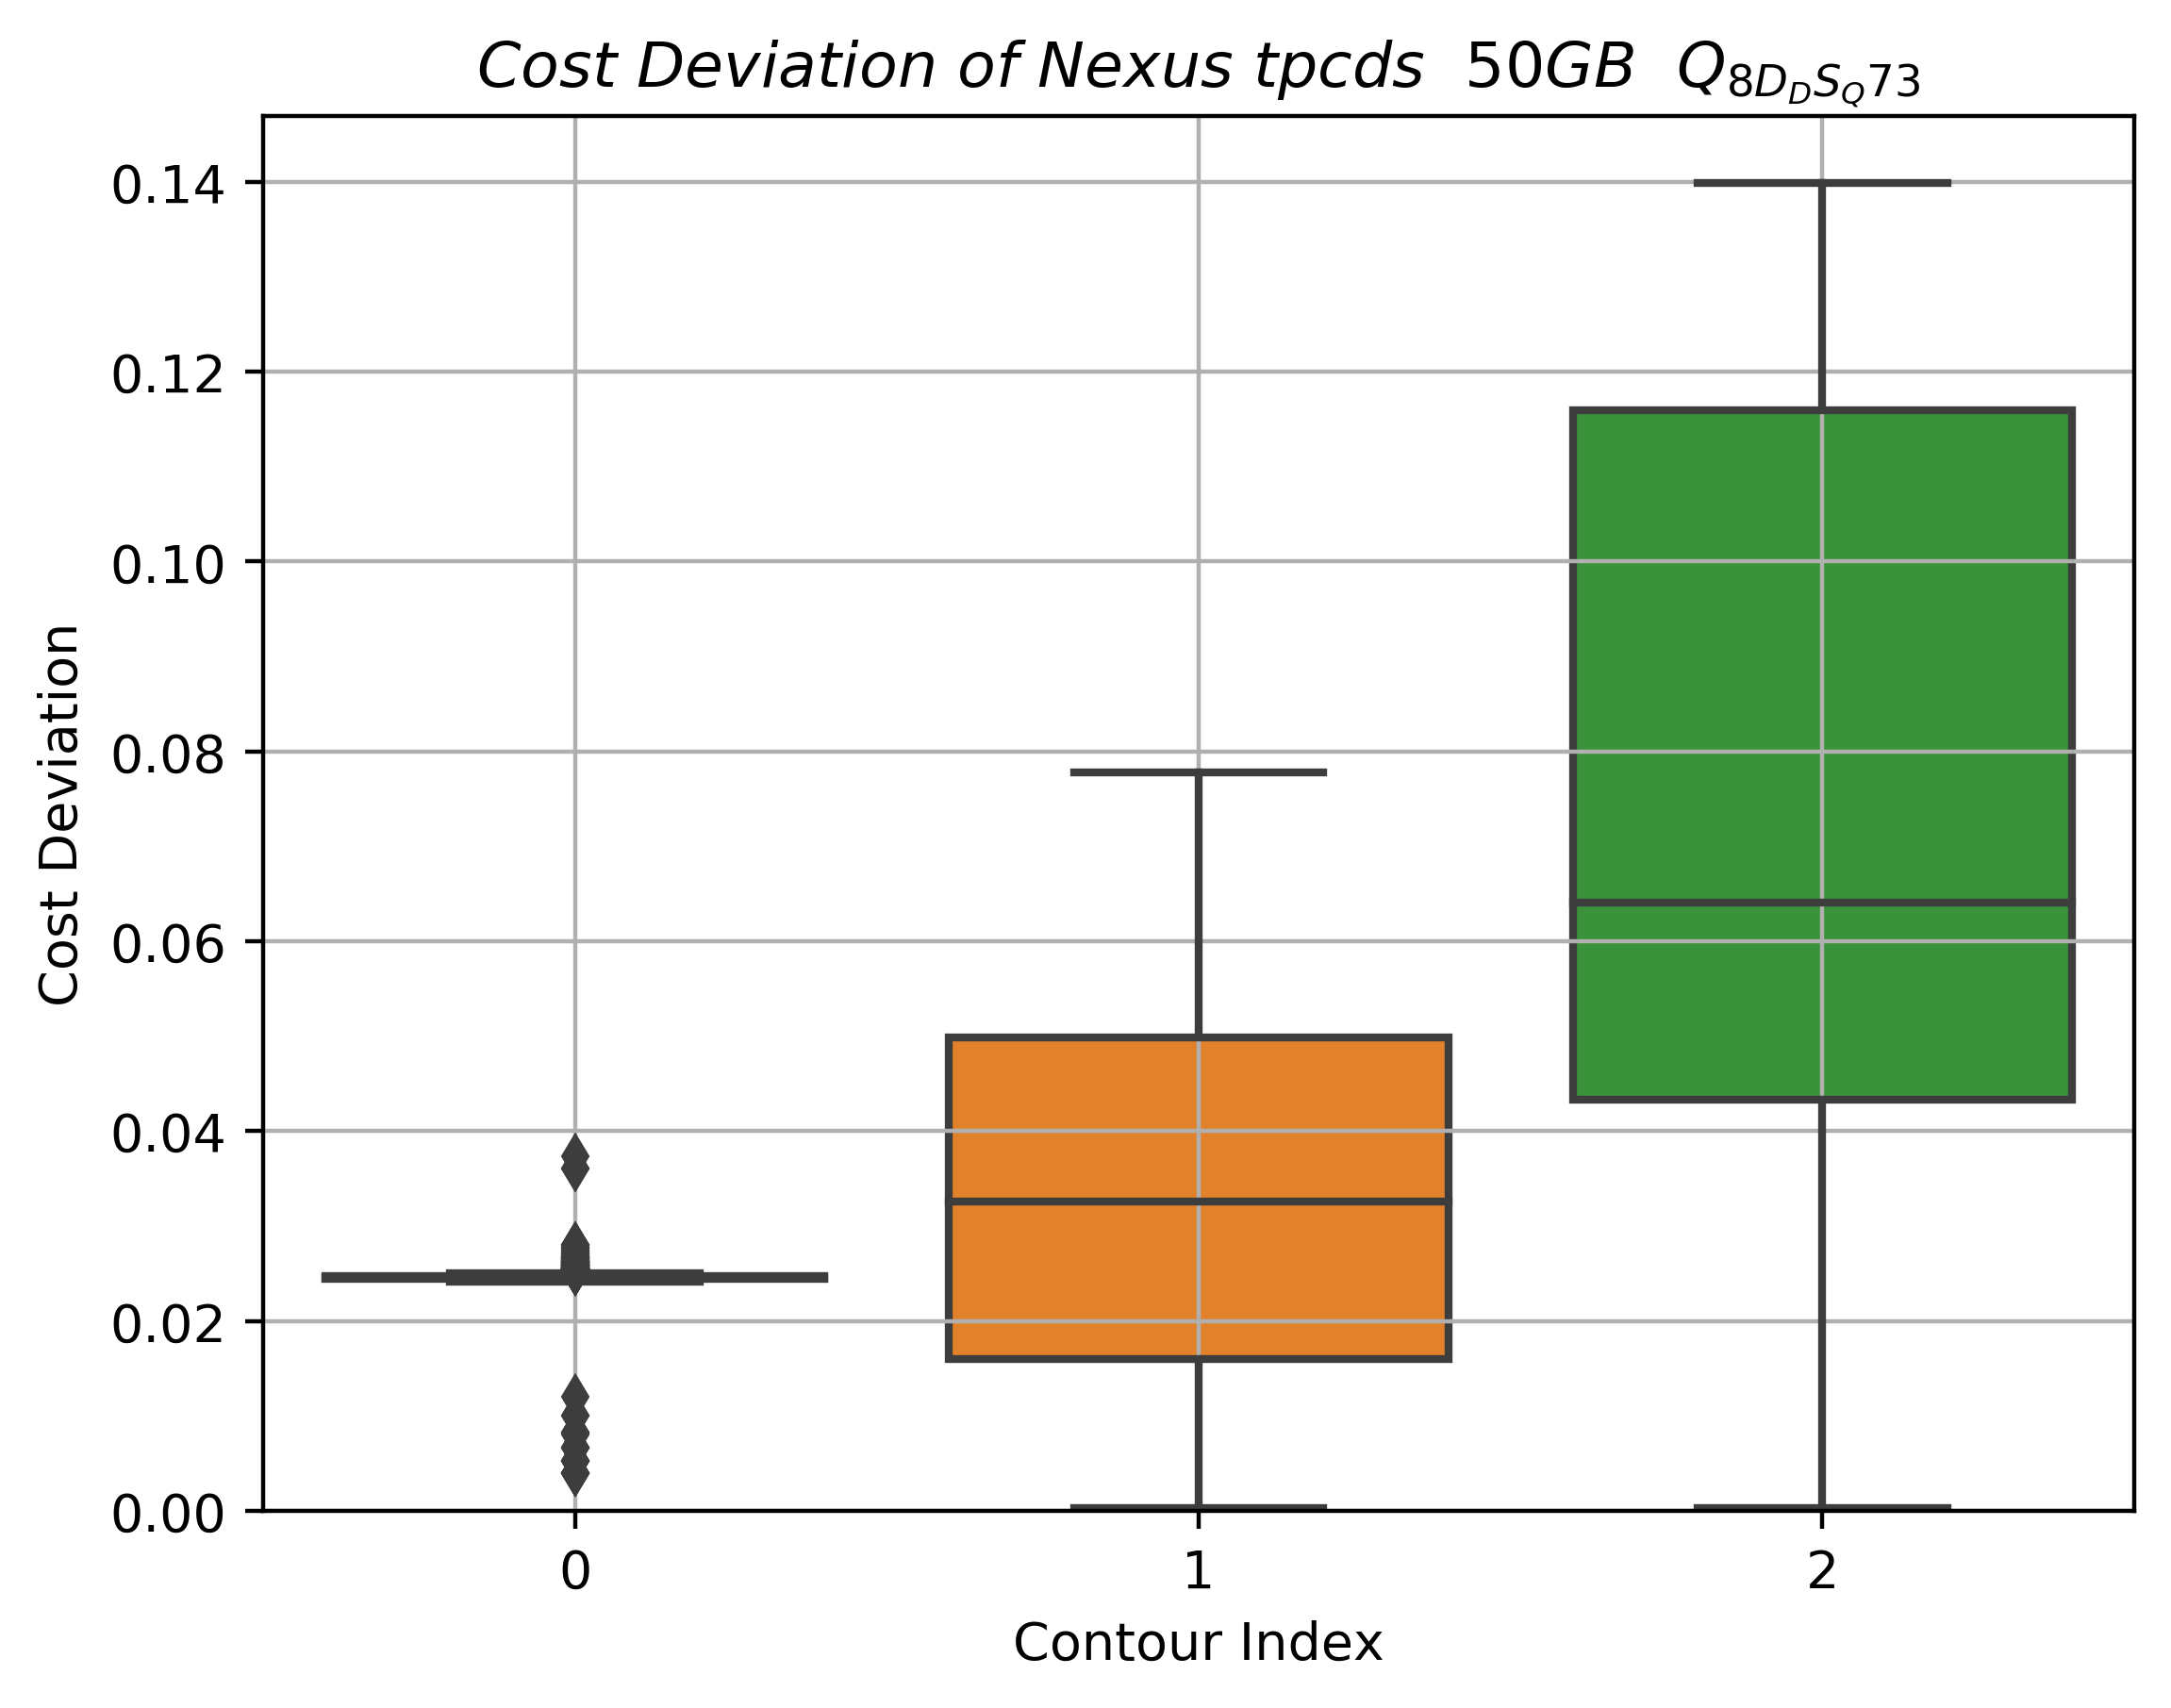 Cost Deviation of Nexus tpcds 50GB Q8DDSQ73
0.14
0.12
0.10
0.08
0.06
0.04
0.02
0.00
Cost Deviation
0 1 2
Contour Index